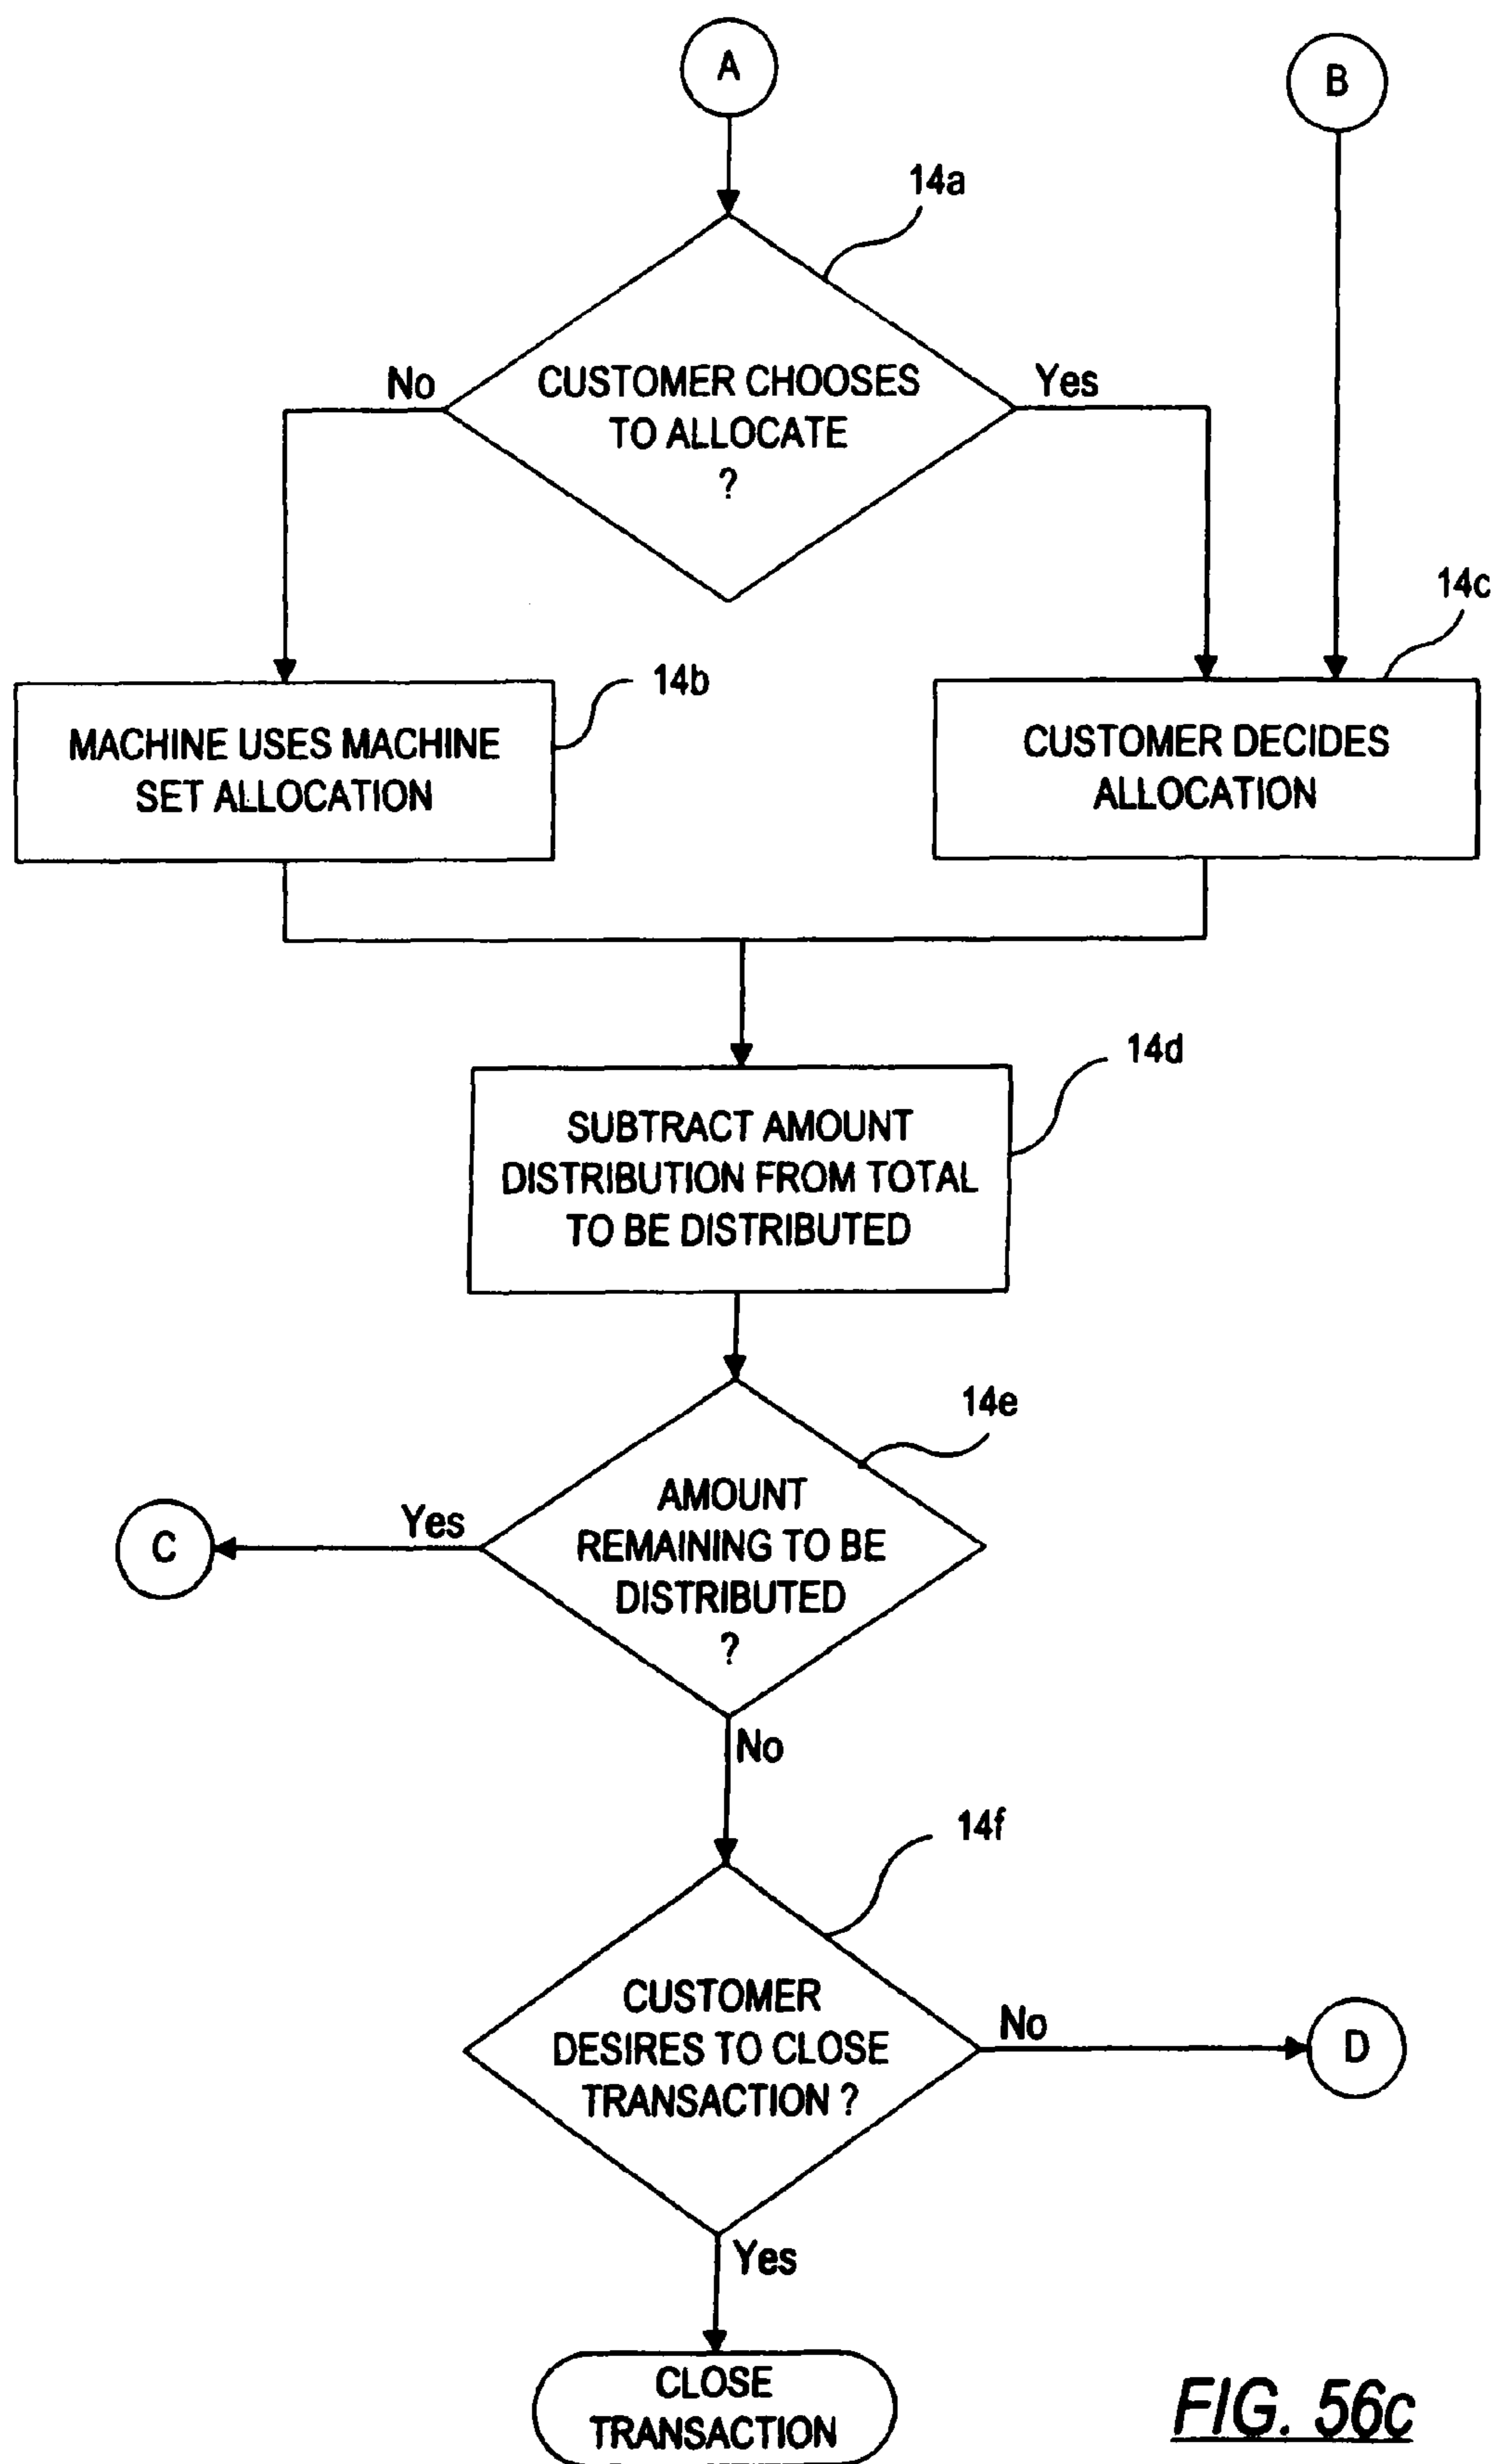 A
B
14a
No
CUSTOMER CHOOSES
TO ALLOCATE
?
Yes
14c
14b
MACHINE USES MACHINE
SET ALLOCATION
CUSTOMER DECIDES
ALLOCATION
14d
SUBTRACT AMOUNT
DISTRIBUTION FROM TOTAL
TO BE DISTRIBUTED
14e
C
Yes
AMOUNT
REMAINING TO BE
DISTRIBUTED
?
No
14f
CUSTOMER
DESIRES TO CLOSE
TRANSACTION ?
No
D
Yes
CLOSE
TRANSACTION
FIG. 56c